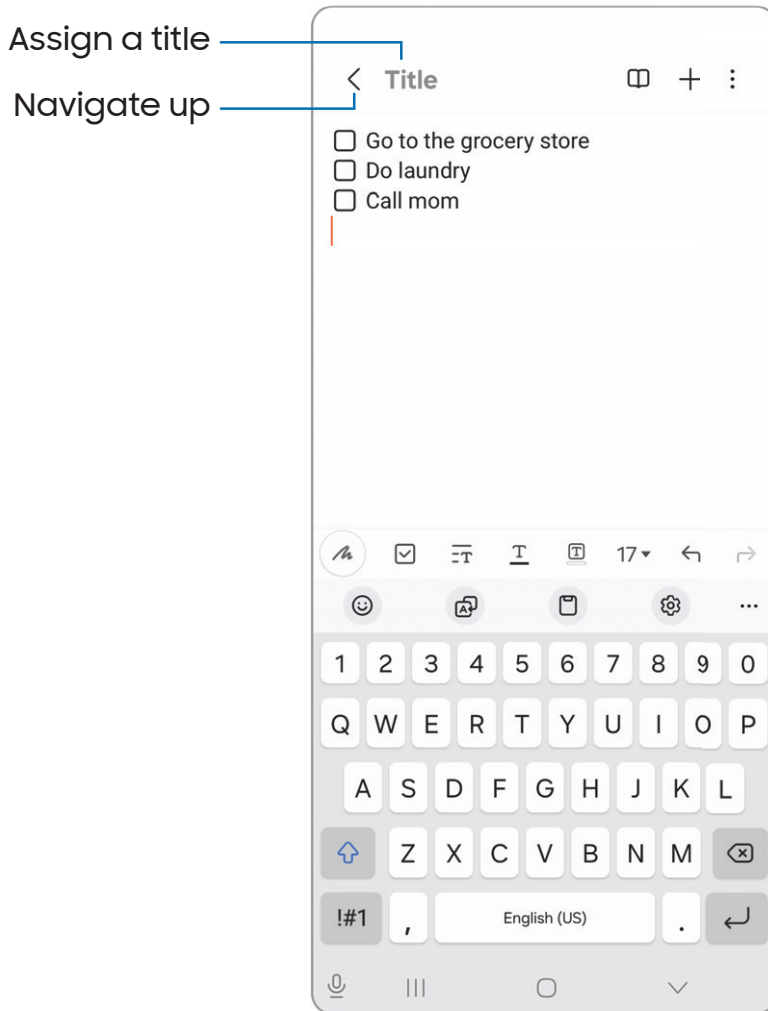 Assign a title
Navigate up
Title
Go to the grocery store
Do laundry
Call mom
17
1 2 3 4 5 6 7 8 9 0
Q W E R T Y U I O P
A S D F G H J K L
Z X C V B N M
!#1 , English (US) .